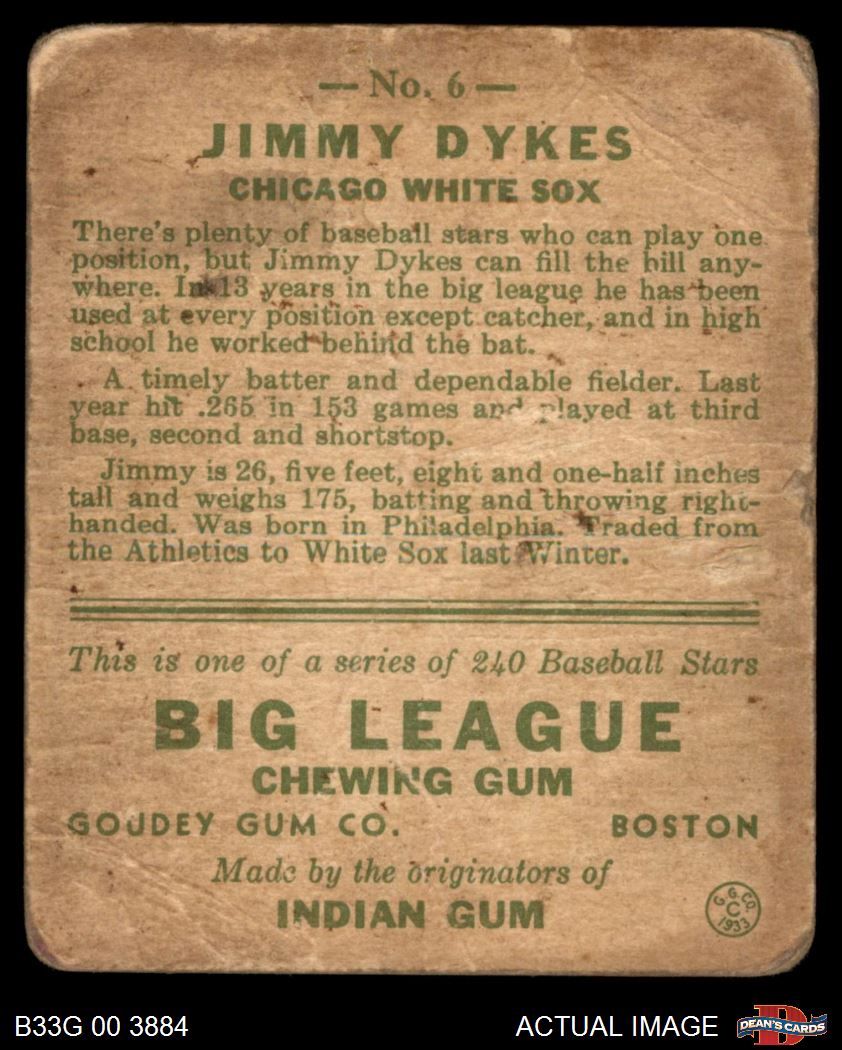 — No. 6 —
JIMMY DYKES
CHICAGO WHITE SOX
There's plenty of baseball stars who can play one
position, but Jimmy Dykes can fill the bill any-
where. In 13 years in the big league he has been
used at every position except catcher, and in high
school he worked behind the bat.
A timely batter and dependable fielder. Last
year hit .265 in 153 games and played at third
base, second and shortstop.
Jimmy is 26, five feet, eight and one-half inches
tall and weighs 175, batting and throwing right-
handed. Was born in Philadelphia. Traded from
the Athletics to White Sox last Winter.
This is one of a series of 240 Baseball Stars
BIG LEAGUE
CHEWING GUM
GOUDEY GUM CO. BOSTON
Made by the originators of
INDIAN GUM
G. G. CO.
C
1933
B33G 00 3884 ACTUAL IMAGE D DEAN'S CARDS